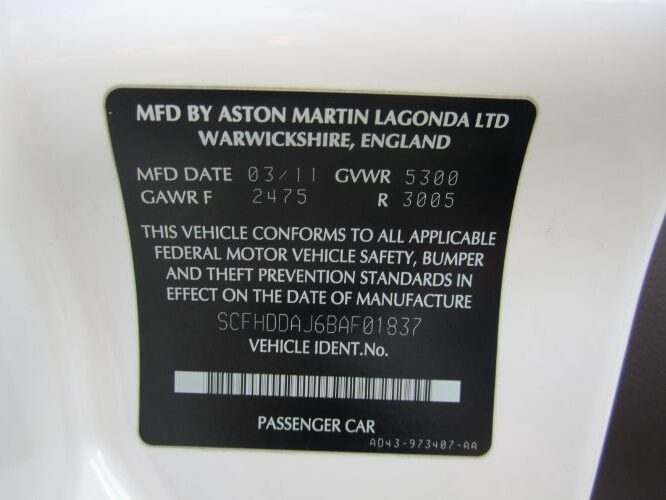 MFD BY ASTON MARTIN LAGONDA LTD
WARWICKSHIRE, ENGLAND
MFD DATE 03/11 GVWR 5300
GAWR F 2475 R 3005
THIS VEHICLE CONFORMS TO ALL APPLICABLE
FEDERAL MOTOR VEHICLE SAFETY, BUMPER
AND THEFT PREVENTION STANDARDS IN
EFFECT ON THE DATE OF MANUFACTURE
SCFHDDAJ6BAF01837
VEHICLE IDENT.No.
PASSENGER CAR
AD43-973407-AA